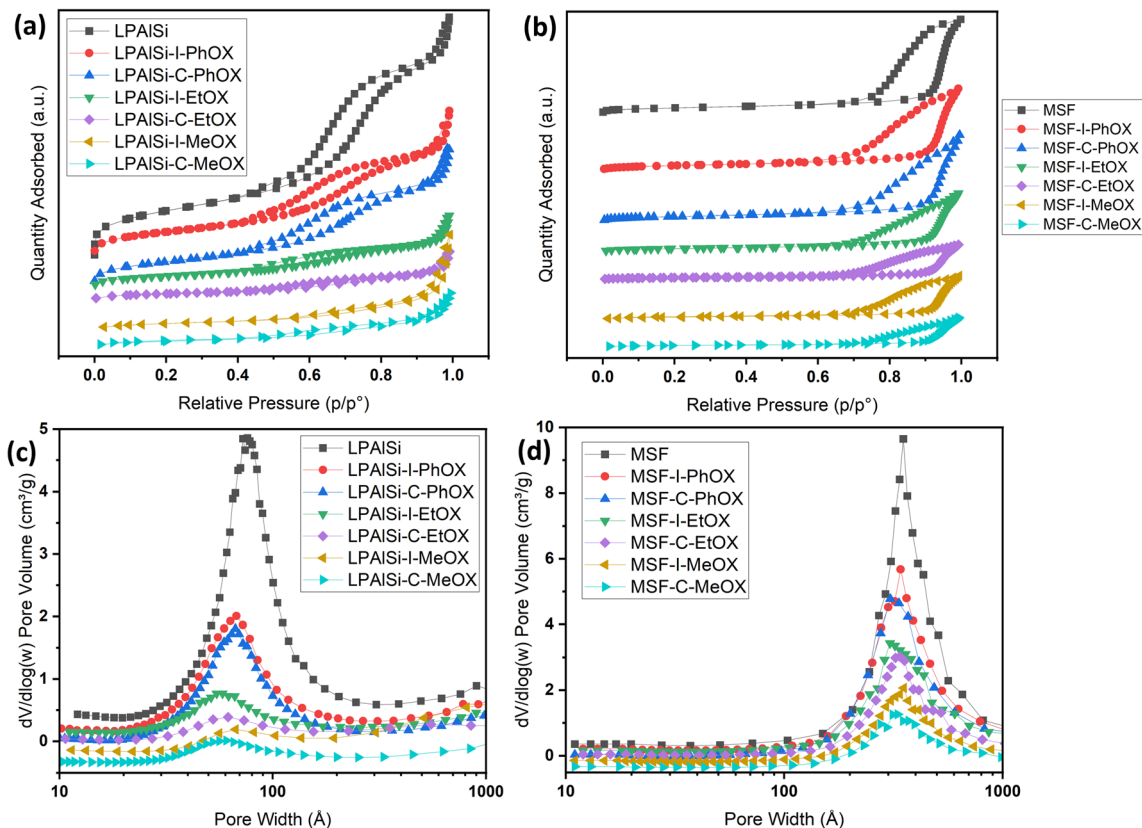 (a)
LPAlSi
LPAlSi-I-PhOX
LPAlSi-C-PhOX
LPAlSi-I-EtOX
LPAlSi-C-EtOX
LPAlSi-I-MeOX
LPAlSi-C-MeOX
Quantity Adsorbed (a.u.)
0.0 0.2 0.4 0.6 0.8 1.0
Relative Pressure (p/p°)
(b)
Quantity Adsorbed (a.u.)
0.0 0.2 0.4 0.6 0.8 1.0
Relative Pressure (p/p°)
MSF
MSF-I-PhOX
MSF-C-PhOX
MSF-I-EtOX
MSF-C-EtOX
MSF-I-MeOX
MSF-C-MeOX
(c)
LPAlSi
LPAlSi-I-PhOX
LPAlSi-C-PhOX
LPAlSi-I-EtOX
LPAlSi-C-EtOX
LPAlSi-I-MeOX
LPAlSi-C-MeOX
dV/dlog(w) Pore Volume (cm³/g)
5
4
3
2
1
0
10 100 1000
Pore Width (Å)
(d)
MSF
MSF-I-PhOX
MSF-C-PhOX
MSF-I-EtOX
MSF-C-EtOX
MSF-I-MeOX
MSF-C-MeOX
dV/dlog(w) Pore Volume (cm³/g)
10
8
6
4
2
0
10 100 1000
Pore Width (Å)